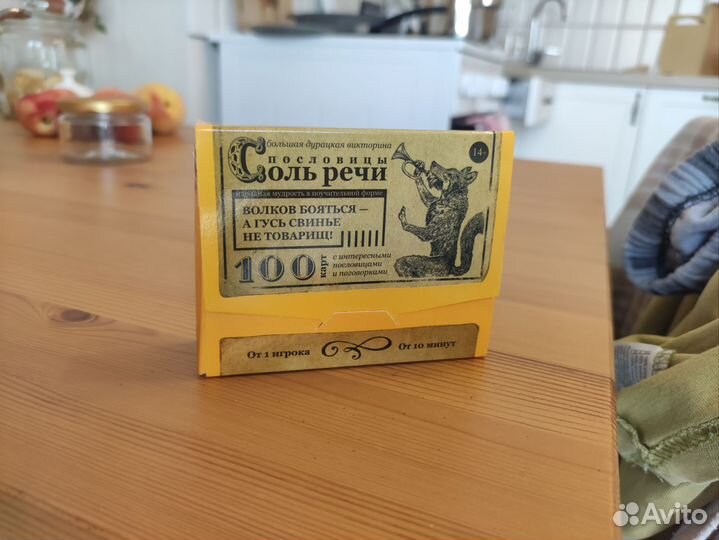 большая дурацкая викторина
14+
пословицы
Соль речи
народная мудрость в поучительной форме
ВОЛКОВ БОЯТЬСЯ —
А ГУСЬ СВИНЬЕ
НЕ ТОВАРИЩ!
100 карт
с интересными
пословицами
и поговорками
От 1 игрока
От 10 минут
Avito